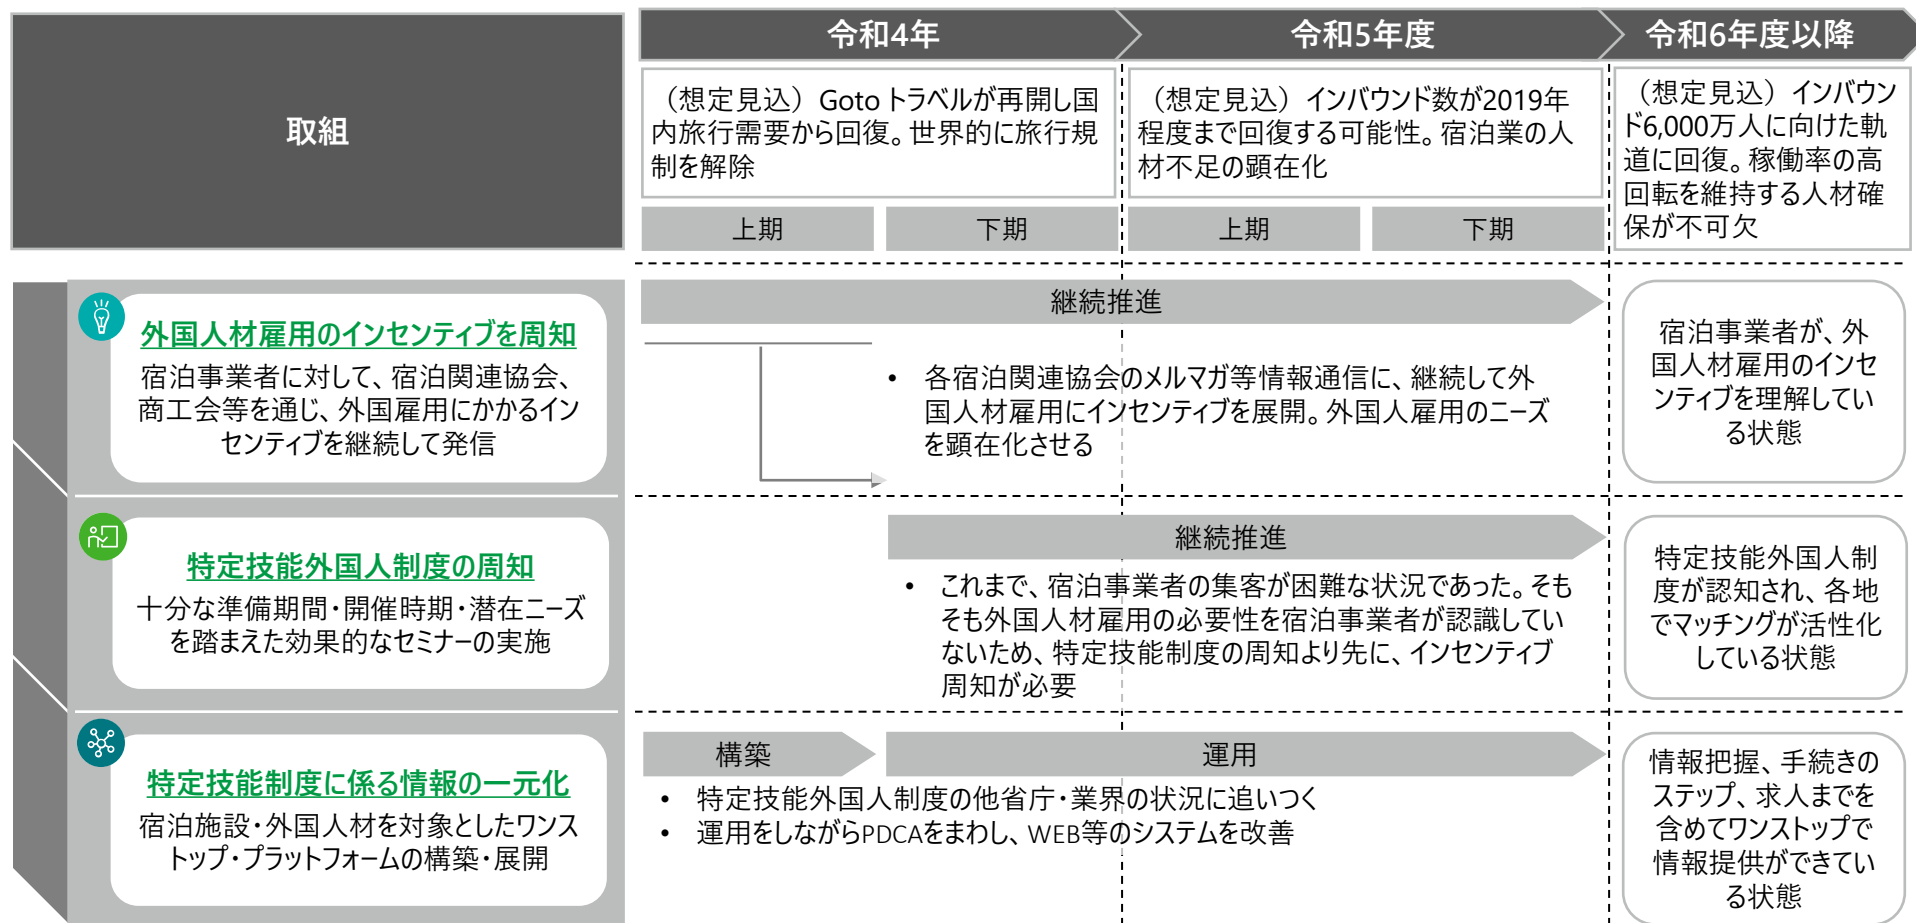 取組
令和4年
令和5年度
令和6年度以降
（想定見込）Goto トラベルが再開し国
内旅行需要から回復。世界的に旅行規
制を解除
（想定見込）インバウンド数が2019年
程度まで回復する可能性。宿泊業の人
材不足の顕在化
（想定見込）インバウン
ド6,000万人に向けた軌
道に回復。稼働率の高
回転を維持する人材確
保が不可欠
上期
下期
上期
下期
外国人材雇用のインセンティブを周知
宿泊事業者に対して、宿泊関連協会、
商工会等を通じ、外国雇用にかかるイン
センティブを継続して発信
継続推進
• 各宿泊関連協会のメルマガ等情報通信に、継続して外
国人材雇用にインセンティブを展開。外国人雇用のニーズ
を顕在化させる
宿泊事業者が、外
国人材雇用のインセ
ンティブを理解してい
る状態
特定技能外国人制度の周知
十分な準備期間・開催時期・潜在ニーズ
を踏まえた効果的なセミナーの実施
継続推進
• これまで、宿泊事業者の集客が困難な状況であった。そも
そも外国人材雇用の必要性を宿泊事業者が認識してい
ないため、特定技能制度の周知より先に、インセンティブ
周知が必要
特定技能外国人制
度が認知され、各地
でマッチングが活性化
している状態
特定技能制度に係る情報の一元化
宿泊施設・外国人材を対象としたワンス
トップ・プラットフォームの構築・展開
構築
運用
• 特定技能外国人制度の他省庁・業界の状況に追いつく
• 運用をしながらPDCAをまわし、WEB等のシステムを改善
情報把握、手続きの
ステップ、求人までを
含めてワンストップで
情報提供ができてい
る状態